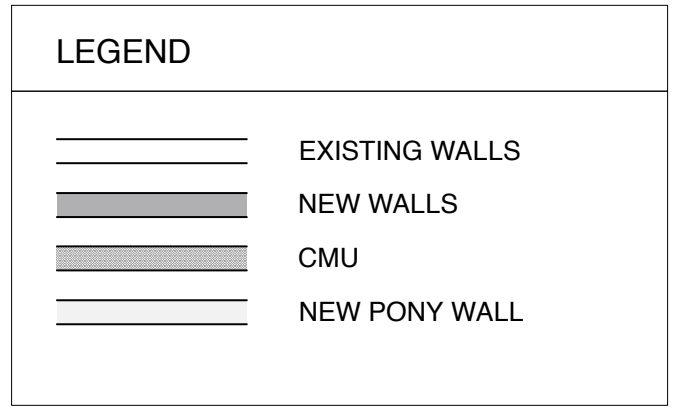 LEGEND
EXISTING WALLS
NEW WALLS
CMU
NEW PONY WALL